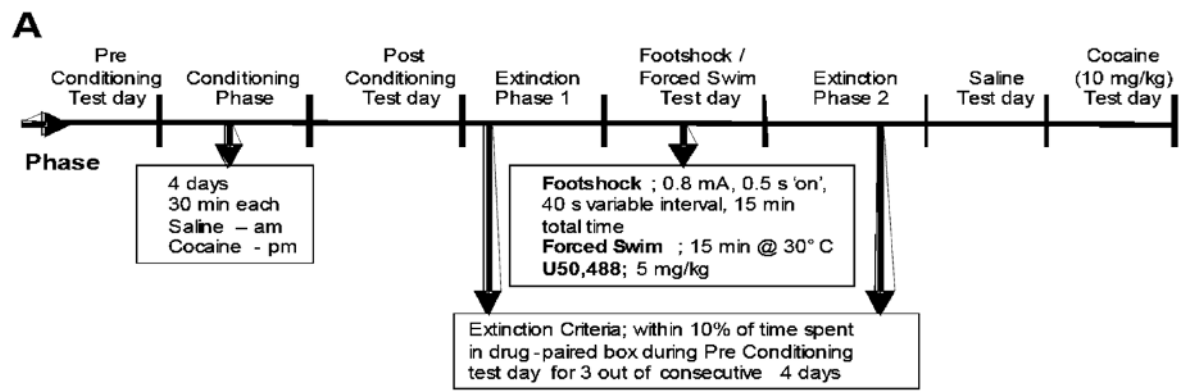 A
Pre
Conditioning
Test day
Conditioning
Phase
Post
Conditioning
Test day
Extinction
Phase 1
Footshock /
Forced Swim
Test day
Extinction
Phase 2
Saline
Test day
Cocaine
(10 mg/kg)
Test day
Phase
4 days
30 min each
Saline – am
Cocaine - pm
Footshock ; 0.8 mA, 0.5 s 'on',
40 s variable interval, 15 min
total time
Forced Swim ; 15 min @ 30° C
U50,488; 5 mg/kg
Extinction Criteria; within 10% of time spent
in drug-paired box during Pre Conditioning
test day for 3 out of consecutive 4 days